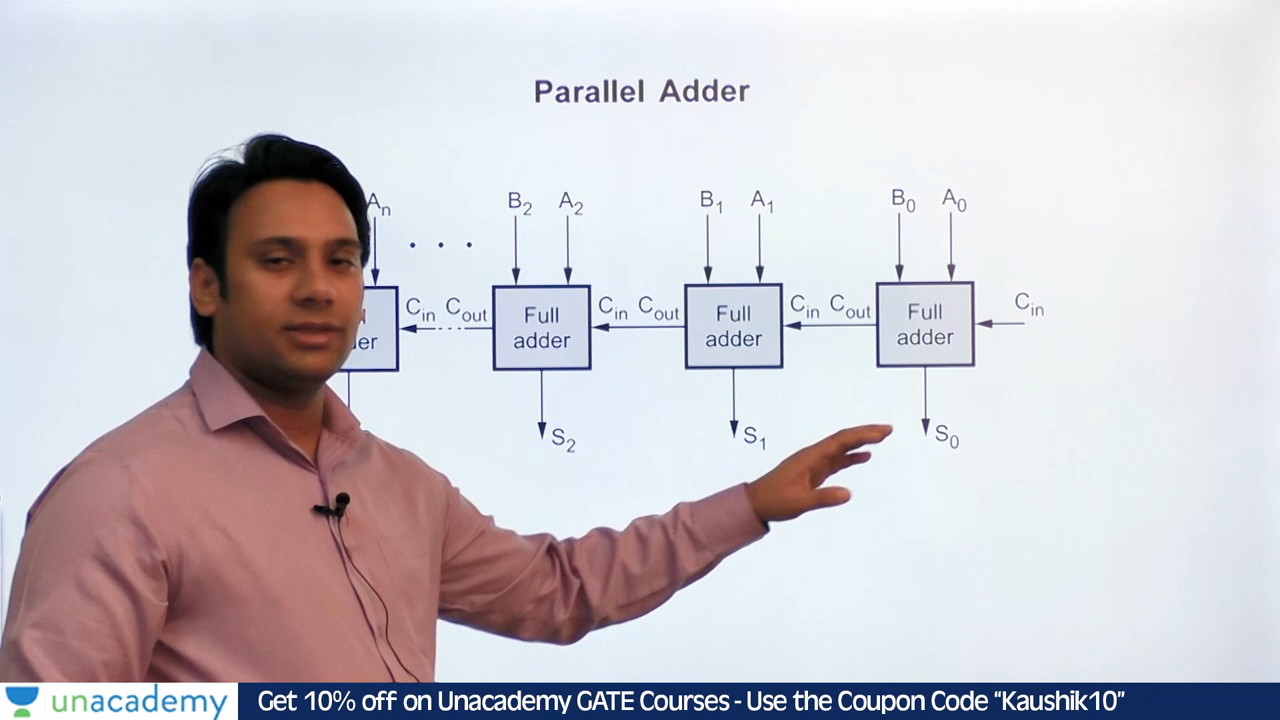 Parallel Adder
An . . . B2 A2 B1 A1 B0 A0
Cin Cout Cin Cout Cin Cout Cin
Full adder
Full adder
Full adder
S2 S1 S0
unacademy
Get 10% off on Unacademy GATE Courses - Use the Coupon Code “Kaushik10”